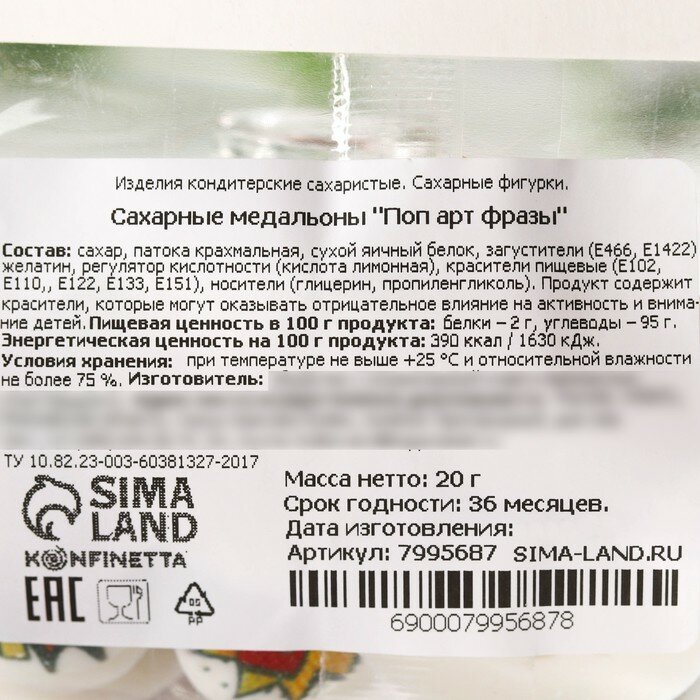 Изделия кондитерские сахаристые. Сахарные фигурки.
Сахарные медальоны "Поп арт фразы"
Состав: сахар, патока крахмальная, сухой яичный белок, загустители (Е466, Е1422)
желатин, регулятор кислотности (кислота лимонная), красители пищевые (Е102,
Е110,, Е122, Е133, Е151), носители (глицерин, пропиленгликоль). Продукт содержит
красители, которые могут оказывать отрицательное влияние на активность и внима-
ние детей. Пищевая ценность в 100 г продукта: белки – 2 г, углеводы – 95 г.
Энергетическая ценность на 100 г продукта: 390 ккал / 1630 кДж.
Условия хранения: при температуре не выше +25 °C и относительной влажности
не более 75 %. Изготовитель:
ТУ 10.82.23-003-60381327-2017
SIMA
LAND
KONFINETTA
Масса нетто: 20 г
Срок годности: 36 месяцев.
Дата изготовления:
Артикул: 7995687 SIMA-LAND.RU
EAC
05
PP
6900079956878